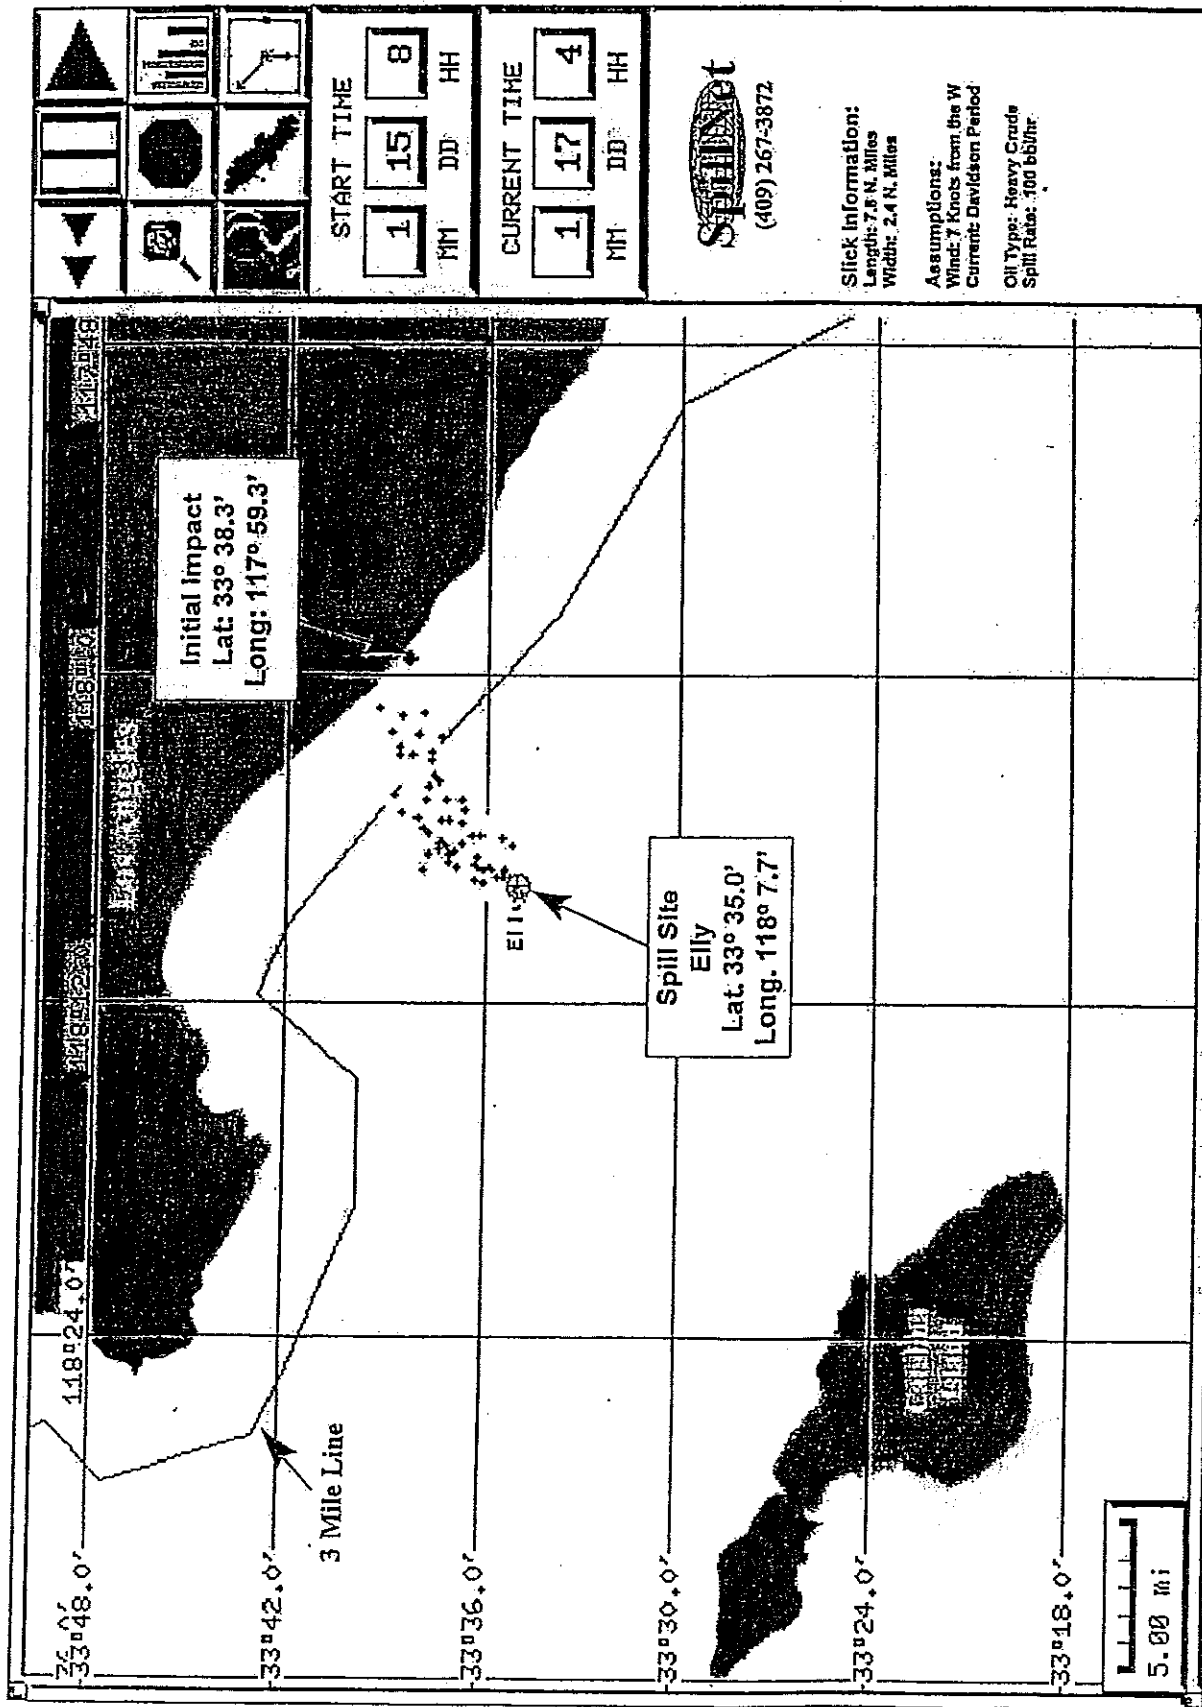 118°24.0'
33°48.0'
33°42.0'
33°36.0'
33°30.0'
33°24.0'
33°18.0'
3 Mile Line
Initial Impact
Lat: 33° 38.3'
Long: 117° 59.3'
Spill Site
Elly
Lat. 33° 35.0'
Long. 118° 7.7'
5.00 mi
START TIME
1 15 8
MM DD HH
CURRENT TIME
1 17 4
MM DD HH
SpillNet
(409) 267-3872
Slick Information:
Length: 7.8 N. Miles
Width: 2.4 N. Miles
Assumptions:
Wind: 7 Knots from the W
Current: Davidson Period
Oil Type: Heavy Crude
Spill Rate: 100 bbl/hr